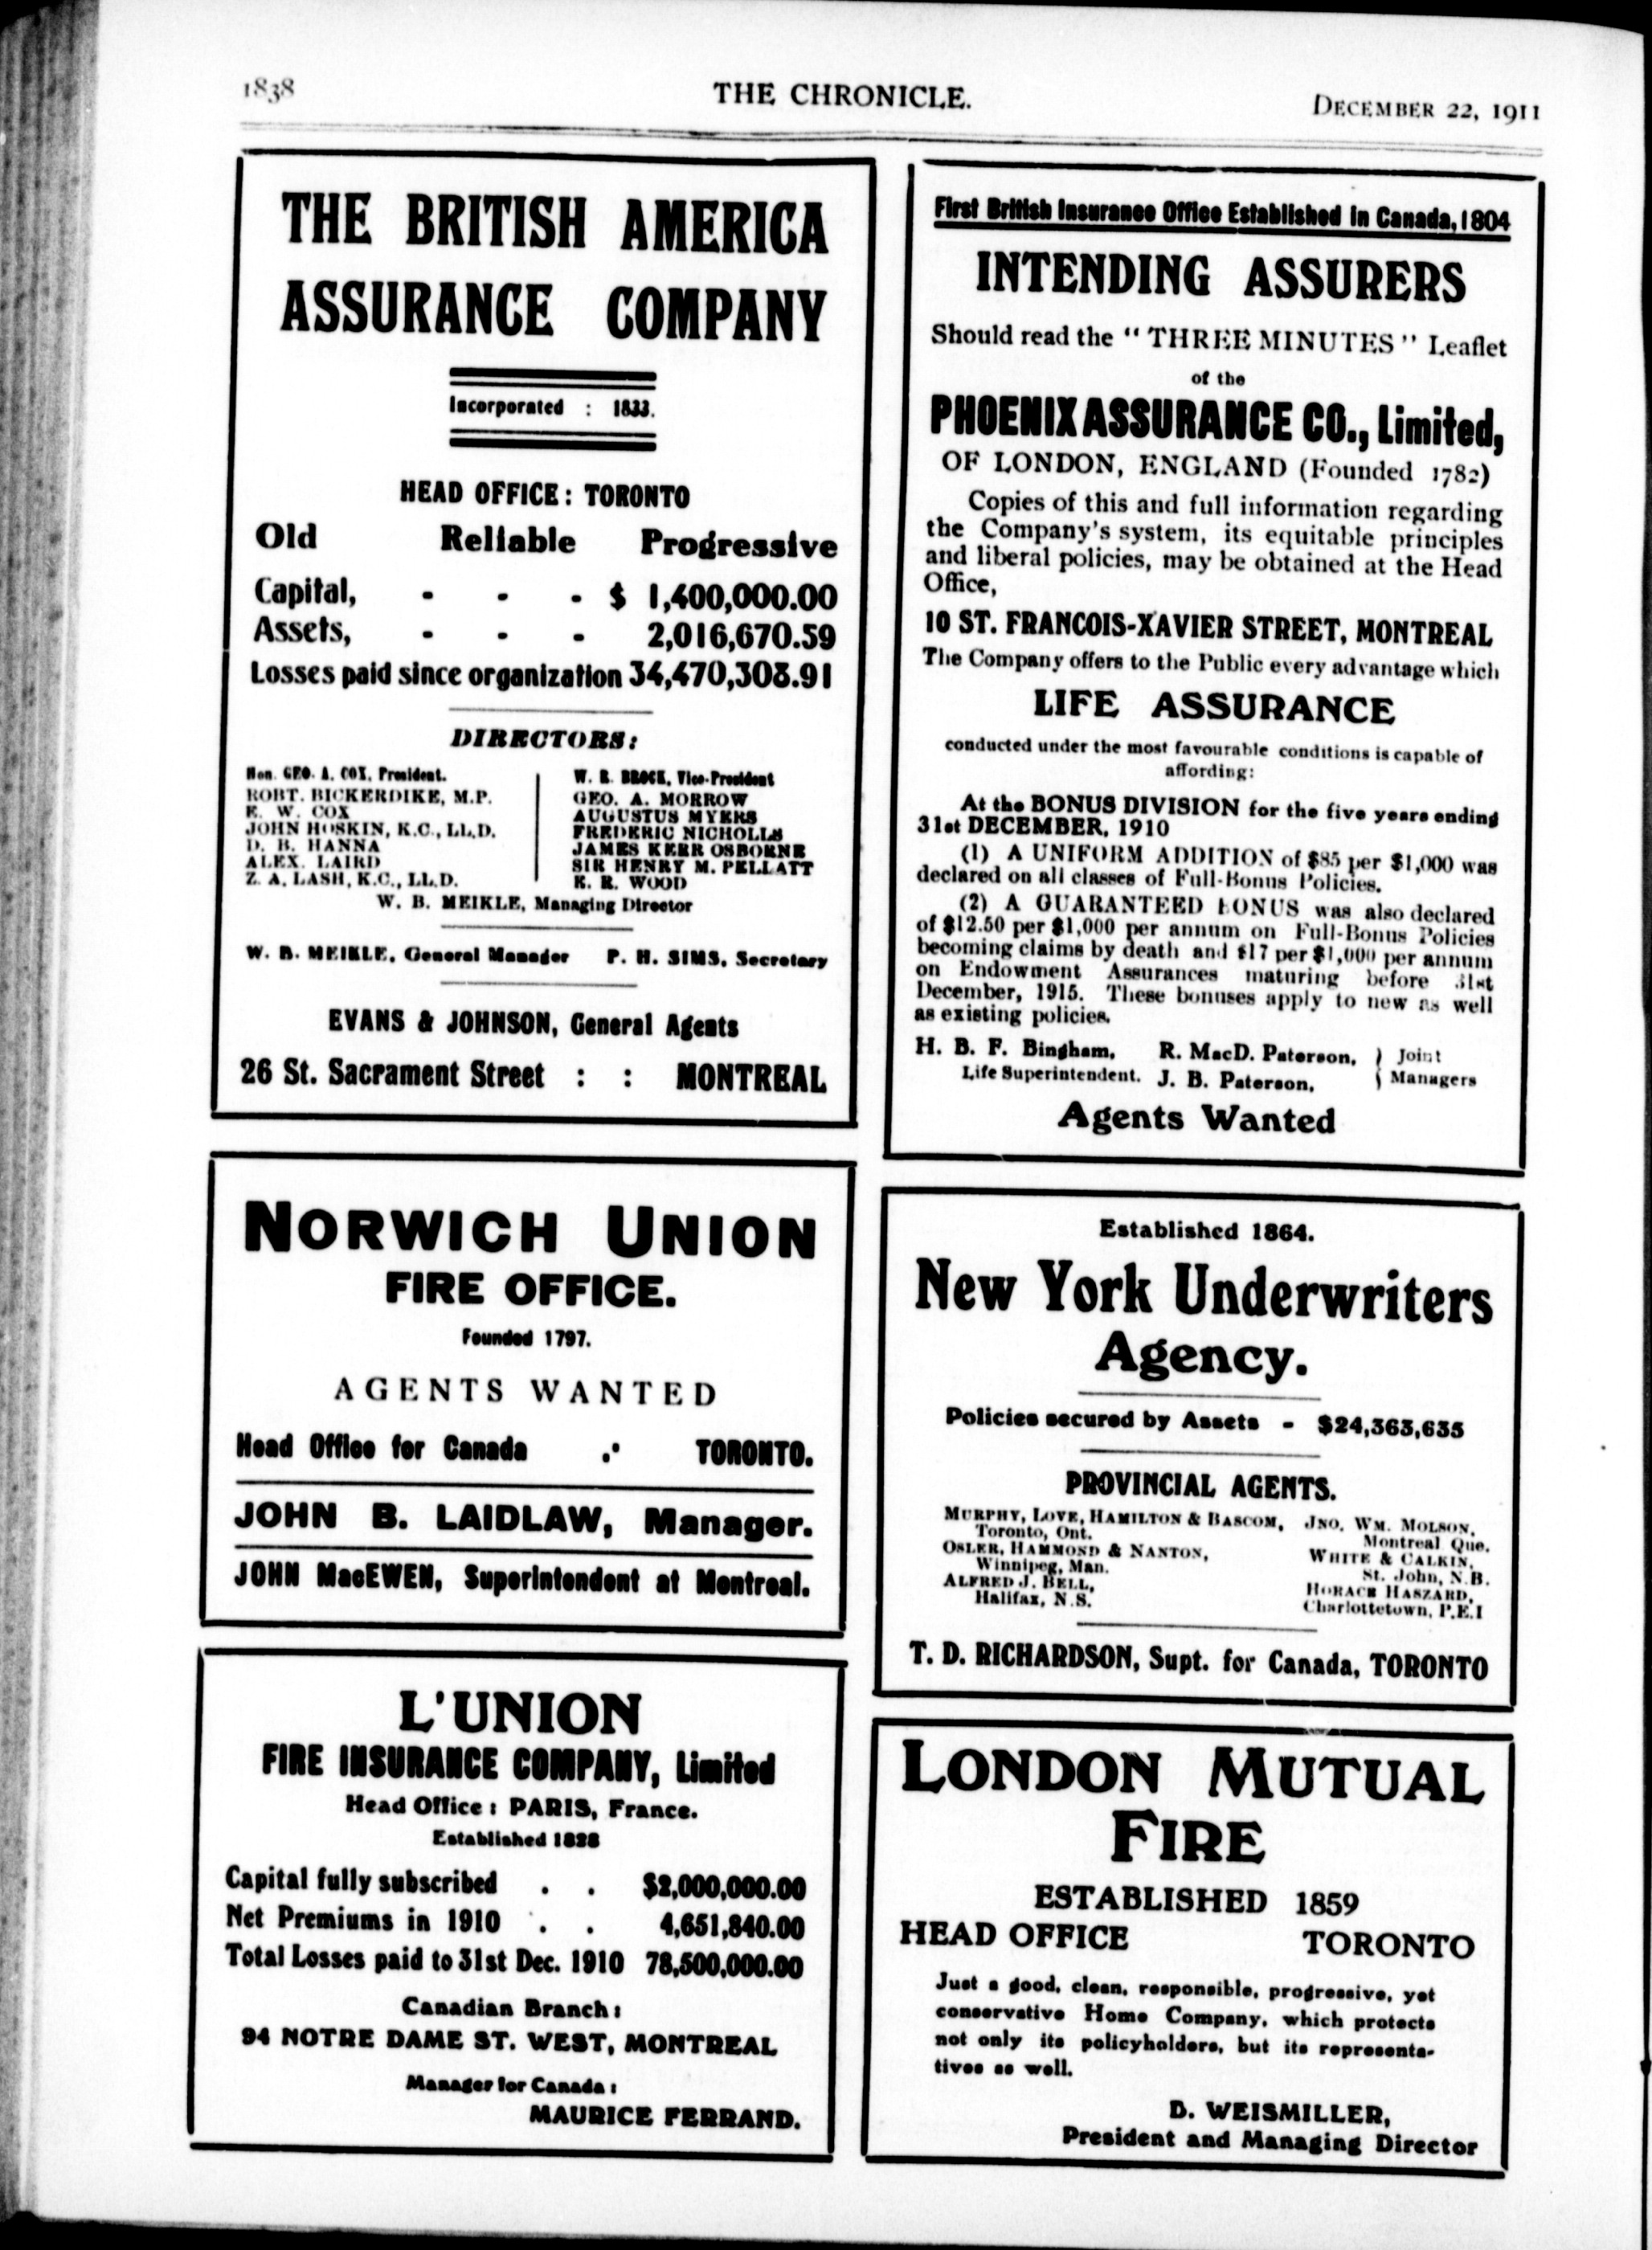 1838
THE CHRONICLE.
DECEMBER 22, 1911
THE BRITISH AMERICA
ASSURANCE COMPANY
Incorporated : 1833.
HEAD OFFICE: TORONTO
Old Reliable Progressive
Capital, - - - $ 1,400,000.00
Assets, - - - 2,016,670.59
Losses paid since organization 34,470,308.91
DIRECTORS:
Hon. GEO. A. COX, President.
ROBT. BICKERDIKE, M.P.
E. W. COX
JOHN HOSKIN, K.C., LL.D.
D. B. HANNA
ALEX. LAIRD
Z. A. LASH, K.C., LL.D.
W. R. BROCK, Vice-President
GEO. A. MORROW
AUGUSTUS MYERS
FREDERIC NICHOLLS
JAMES KERR OSBORNE
SIR HENRY M. PELLATT
E. R. WOOD
W. B. MEIKLE, Managing Director
W. B. MEIKLE, General Manager P. H. SIMS, Secretary
EVANS & JOHNSON, General Agents
26 St. Sacrament Street : : MONTREAL
First British Insurance Office Established in Canada, 1804
INTENDING ASSURERS
Should read the "THREE MINUTES" Leaflet
of the
PHOENIX ASSURANCE CO., Limited,
OF LONDON, ENGLAND (Founded 1782)
Copies of this and full information regarding
the Company's system, its equitable principles
and liberal policies, may be obtained at the Head
Office,
10 ST. FRANCOIS-XAVIER STREET, MONTREAL
The Company offers to the Public every advantage which
LIFE ASSURANCE
conducted under the most favourable conditions is capable of
affording:
At the BONUS DIVISION for the five years ending
31st DECEMBER, 1910
(1) A UNIFORM ADDITION of $85 per $1,000 was
declared on all classes of Full-Bonus Policies.
(2) A GUARANTEED BONUS was also declared
of $12.50 per $1,000 per annum on Full-Bonus Policies
becoming claims by death and $17 per $1,000 per annum
on Endowment Assurances maturing before 31st
December, 1915. These bonuses apply to new as well
as existing policies.
H. B. F. Bingham, R. MacD. Paterson, } Joint
Life Superintendent. J. B. Paterson, } Managers
Agents Wanted
NORWICH UNION
FIRE OFFICE.
Founded 1797.
AGENTS WANTED
Head Office for Canada .· TORONTO.
JOHN B. LAIDLAW, Manager.
JOHN MacEWEN, Superintendent at Montreal.
Established 1864.
New York Underwriters
Agency.
Policies secured by Assets - $24,363,635
PROVINCIAL AGENTS.
MURPHY, LOVE, HAMILTON & BASCOM,
Toronto, Ont.
OSLER, HAMMOND & NANTON,
Winnipeg, Man.
ALFRED J. BELL,
Halifax, N.S.
JNO. WM. MOLSON,
Montreal Que.
WHITE & CALKIN,
St. John, N.B.
HORACE HASZARD,
Charlottetown, P.E.I
T. D. RICHARDSON, Supt. for Canada, TORONTO
L'UNION
FIRE INSURANCE COMPANY, Limited
Head Office: PARIS, France.
Established 1828
Capital fully subscribed . . $2,000,000.00
Net Premiums in 1910 . . 4,651,840.00
Total Losses paid to 31st Dec. 1910 78,500,000.00
Canadian Branch:
94 NOTRE DAME ST. WEST, MONTREAL
Manager for Canada:
MAURICE FERRAND.
LONDON MUTUAL
FIRE
ESTABLISHED 1859
HEAD OFFICE TORONTO
Just a good, clean, responsible, progressive, yet
conservative Home Company, which protects
not only its policyholders, but its representa-
tives as well.
D. WEISMILLER,
President and Managing Director